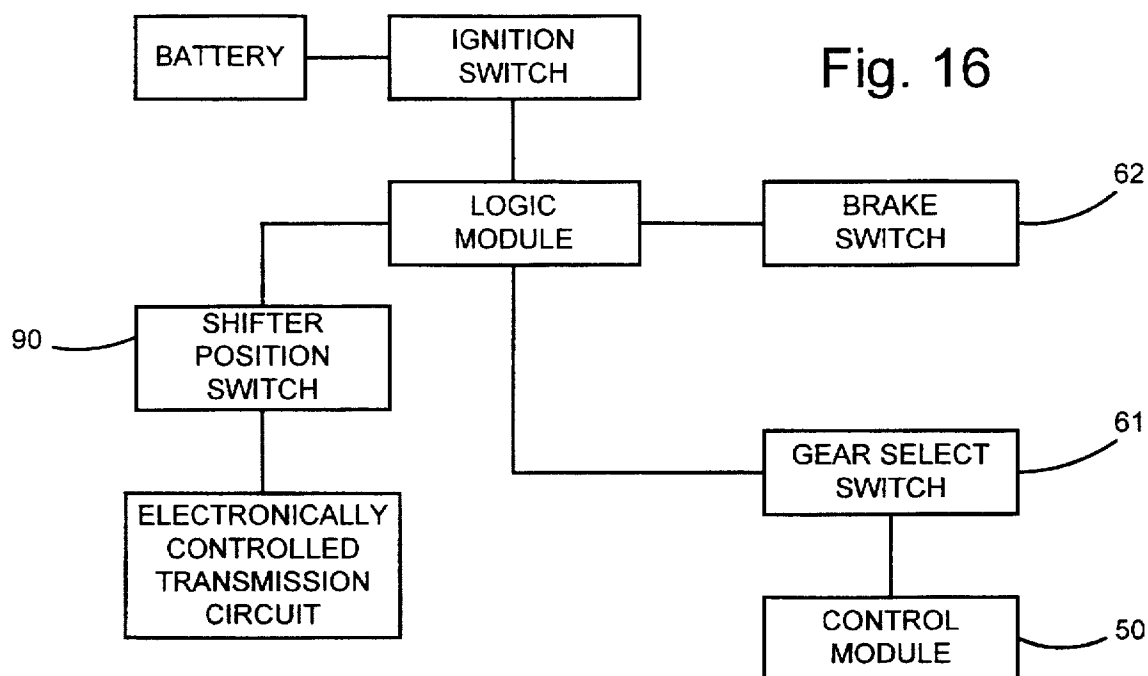 BATTERY
IGNITION
SWITCH
Fig. 16
LOGIC
MODULE
BRAKE
SWITCH
62
90
SHIFTER
POSITION
SWITCH
GEAR SELECT
SWITCH
61
ELECTRONICALLY
CONTROLLED
TRANSMISSION
CIRCUIT
CONTROL
MODULE
50